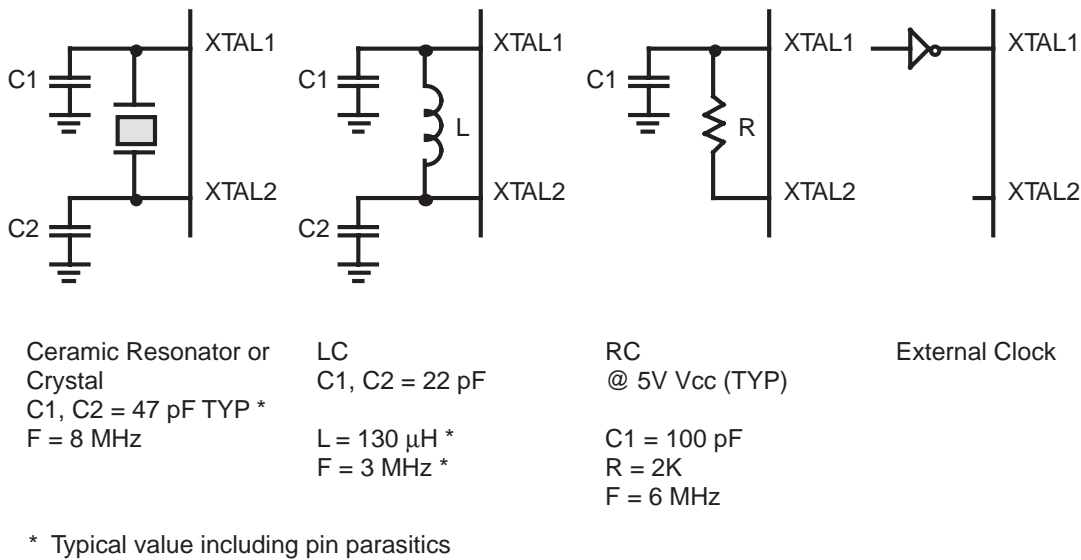 XTAL1
C1
XTAL2
C2
XTAL1
C1
L
XTAL2
C2
XTAL1
C1
R
XTAL2
XTAL1
XTAL2
Ceramic Resonator or
Crystal
C1, C2 = 47 pF TYP *
F = 8 MHz
LC
C1, C2 = 22 pF
L = 130 μH *
F = 3 MHz *
RC
@ 5V Vcc (TYP)
C1 = 100 pF
R = 2K
F = 6 MHz
External Clock
* Typical value including pin parasitics